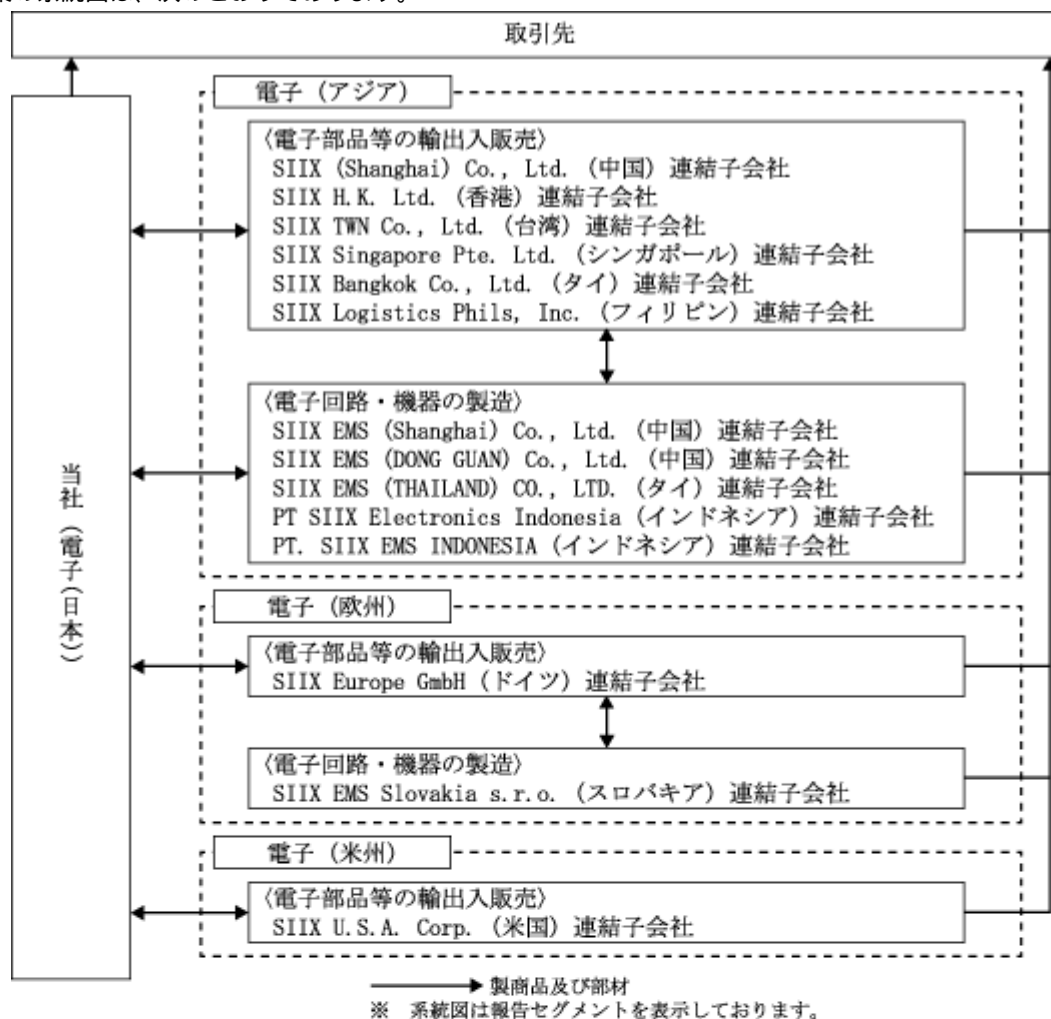 取引先
電子（アジア）
〈電子部品等の輸出入販売〉
SIIX (Shanghai) Co., Ltd.（中国）連結子会社
SIIX H.K. Ltd.（香港）連結子会社
SIIX TWN Co., Ltd.（台湾）連結子会社
SIIX Singapore Pte. Ltd.（シンガポール）連結子会社
SIIX Bangkok Co., Ltd.（タイ）連結子会社
SIIX Logistics Phils, Inc.（フィリピン）連結子会社
〈電子回路・機器の製造〉
SIIX EMS (Shanghai) Co., Ltd.（中国）連結子会社
SIIX EMS (DONG GUAN) Co., Ltd.（中国）連結子会社
SIIX EMS (THAILAND) CO., LTD.（タイ）連結子会社
PT SIIX Electronics Indonesia（インドネシア）連結子会社
PT. SIIX EMS INDONESIA（インドネシア）連結子会社
当社（電子（日本））
電子（欧州）
〈電子部品等の輸出入販売〉
SIIX Europe GmbH（ドイツ）連結子会社
〈電子回路・機器の製造〉
SIIX EMS Slovakia s.r.o.（スロバキア）連結子会社
電子（米州）
〈電子部品等の輸出入販売〉
SIIX U.S.A. Corp.（米国）連結子会社
製商品及び部材
※　系統図は報告セグメントを表示しております。